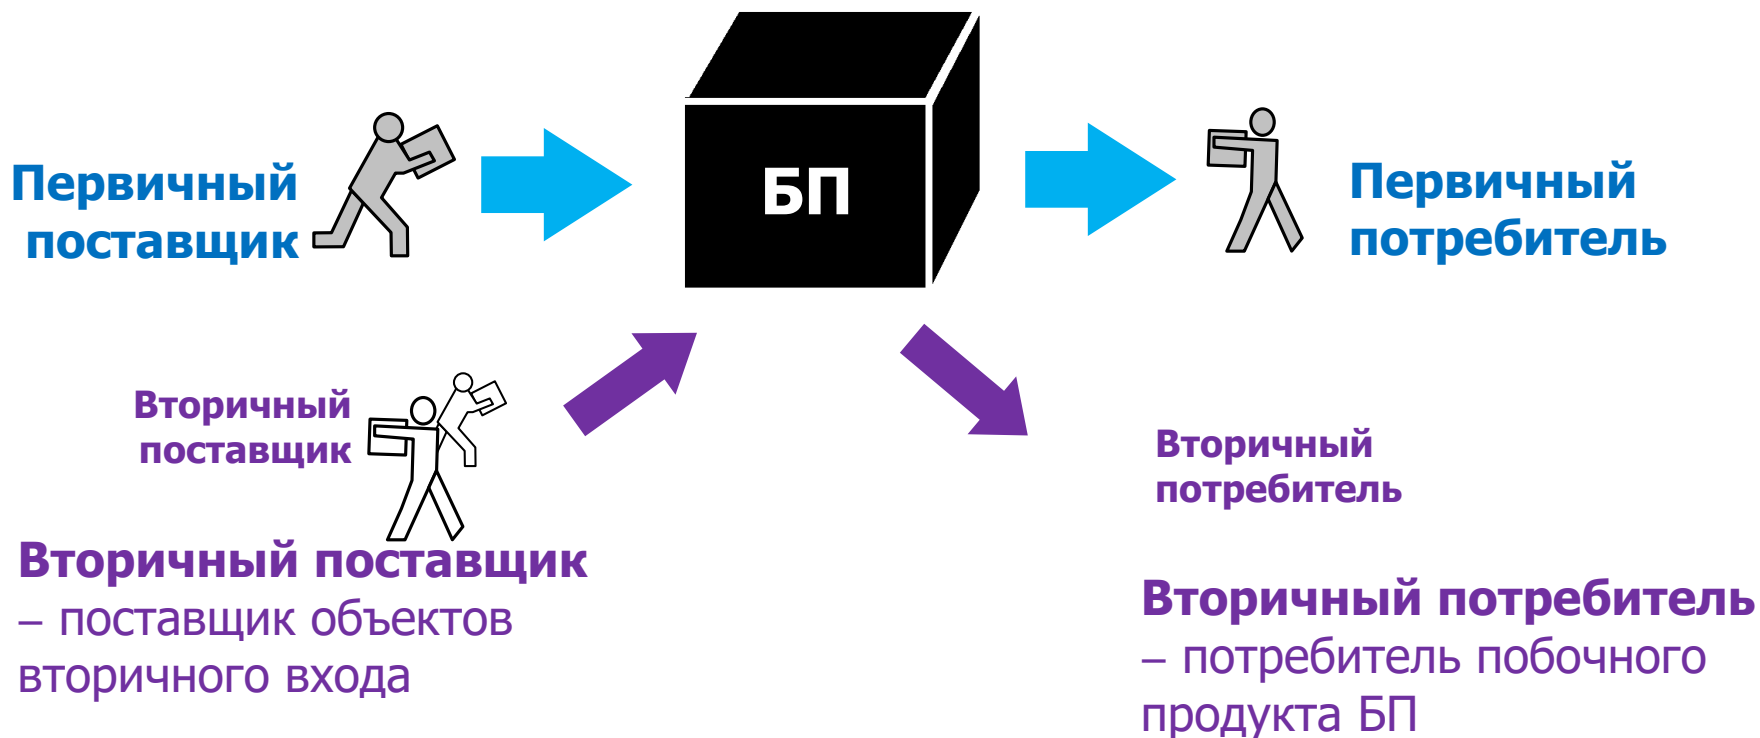 Первичный
поставщик
БП
Первичный
потребитель
Вторичный
поставщик
Вторичный
потребитель
Вторичный поставщик
– поставщик объектов
вторичного входа
Вторичный потребитель
– потребитель побочного
продукта БП